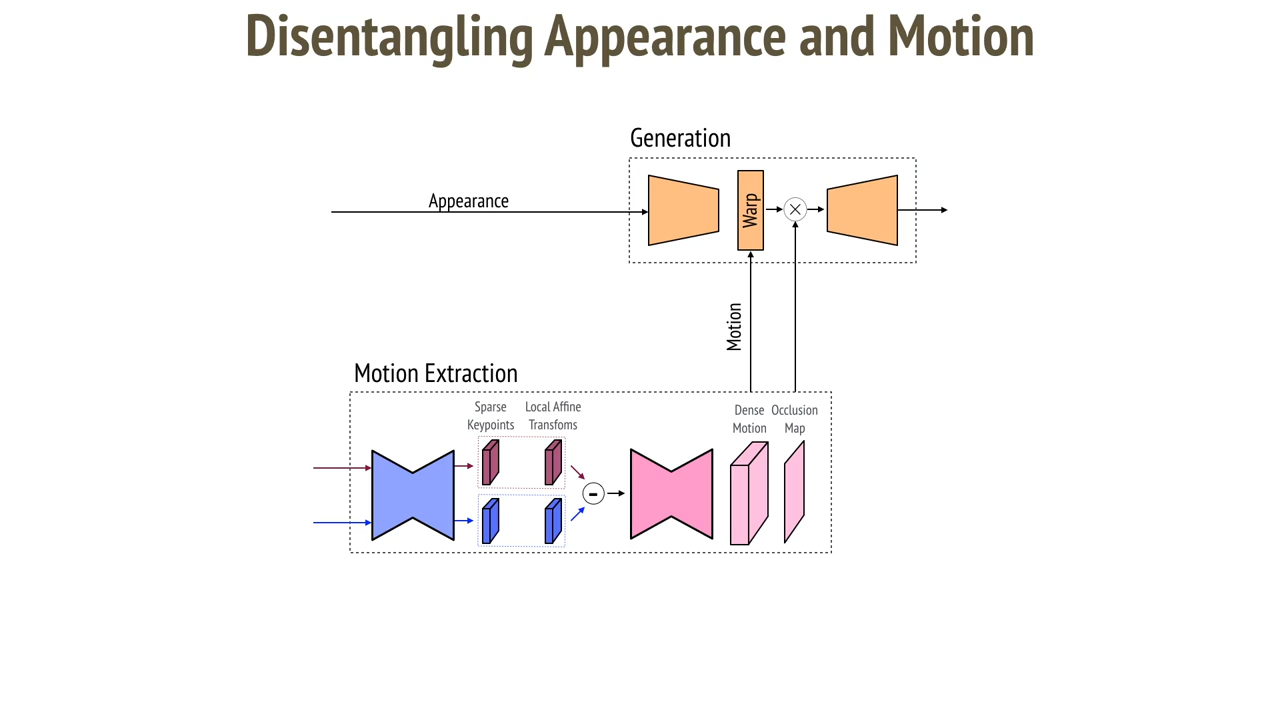 Disentangling Appearance and Motion
Generation
Appearance
Warp
Motion
Motion Extraction
Sparse
Keypoints
Local Affine
Transfoms
Dense
Motion
Occlusion
Map